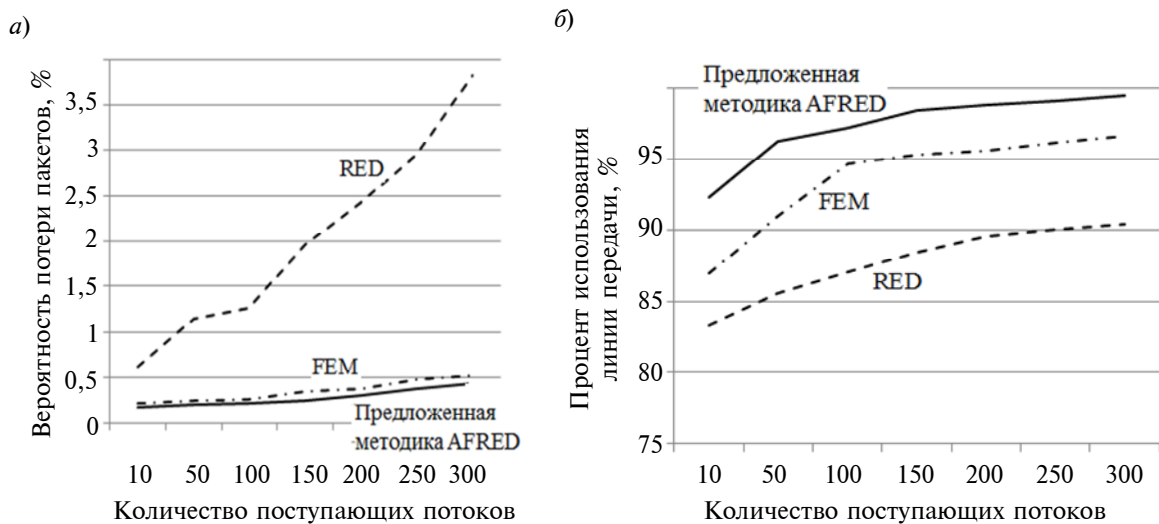 а)
Вероятность потери пакетов, %
3,5
3
2,5
2
1,5
1
0,5
0
RED
FEM
Предложенная
методика AFRED
10 50 100 150 200 250 300
Количество поступающих потоков
б)
Процент использования
линии передачи, %
95
90
85
80
75
Предложенная
методика AFRED
FEM
RED
10 50 100 150 200 250 300
Количество поступающих потоков